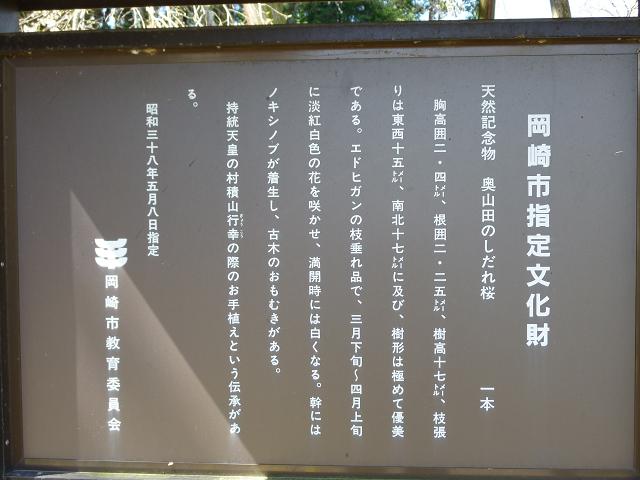 岡崎市指定文化財
天然記念物　奥山田のしだれ桜　一本
胸高囲二・四㍍、根囲二・二五㍍、樹高十七㍍、枝張
りは東西十五㍍、南北十七㍍に及び、樹形は極めて優美
である。エドヒガンの枝垂れ品で、三月下旬～四月上旬
に淡紅白色の花を咲かせ、満開時には白くなる。幹には
ノキシノブが着生し、古木のおもむきがある。
持統天皇の村積山行幸の際のお手植えという伝承があ
る。
昭和三十八年五月八日指定
岡崎市教育委員会